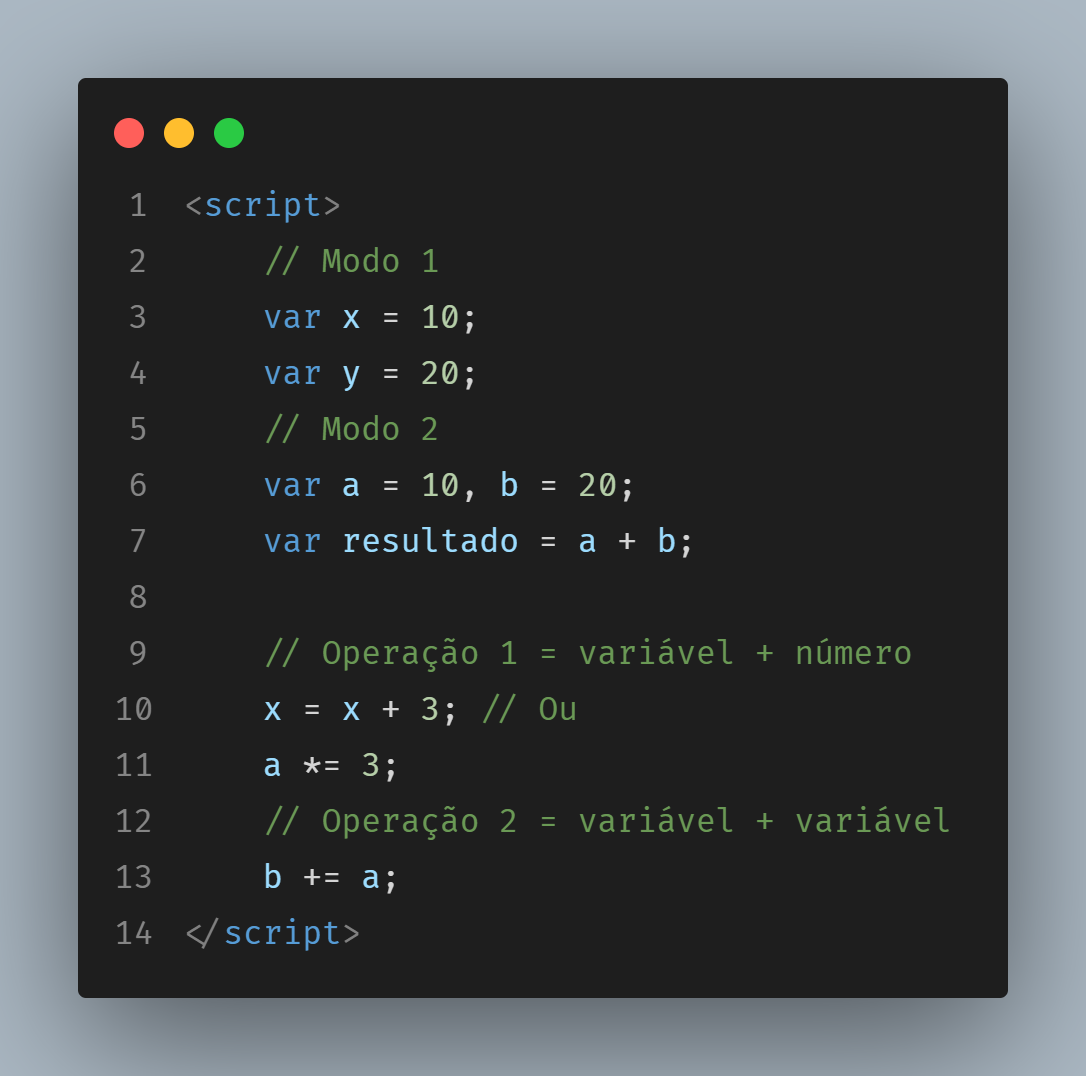 1 <script>
2     // Modo 1
3     var x = 10;
4     var y = 20;
5     // Modo 2
6     var a = 10, b = 20;
7     var resultado = a + b;
8
9     // Operação 1 = variável + número
10     x = x + 3; // Ou
11     a *= 3;
12     // Operação 2 = variável + variável
13     b += a;
14 </script>